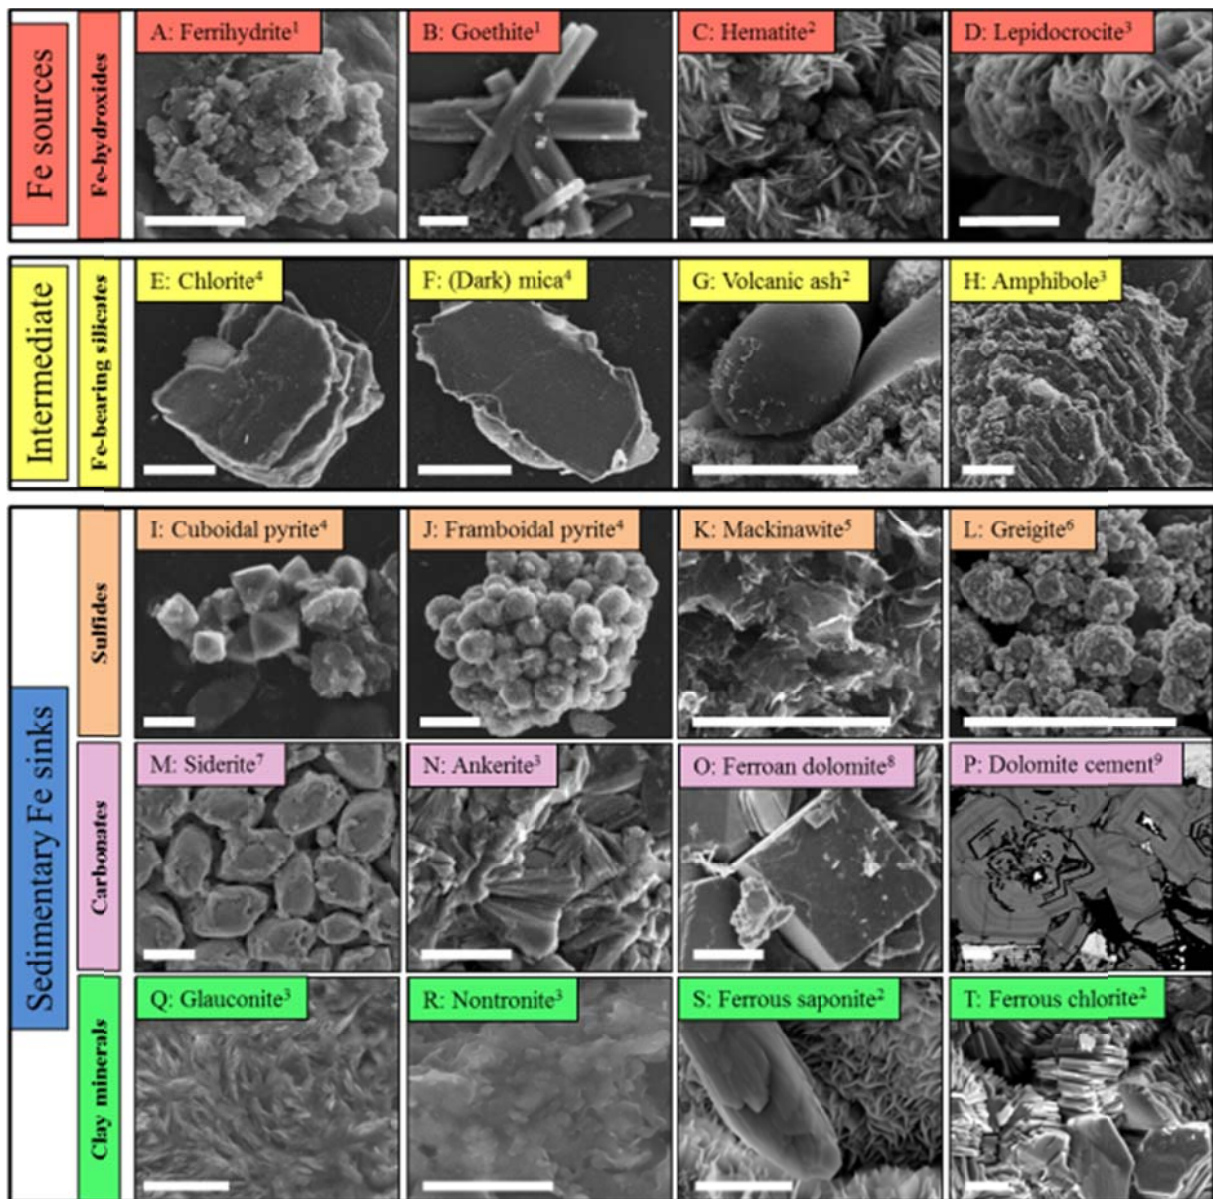 Fe sources
Fe-hydroxides
A: Ferrihydrite¹
B: Goethite¹
C: Hematite²
D: Lepidocrocite³
Intermediate
Fe-bearing silicates
E: Chlorite⁴
F: (Dark) mica⁴
G: Volcanic ash²
H: Amphibole³
Sedimentary Fe sinks
Sulfides
I: Cuboidal pyrite⁴
J: Framboidal pyrite⁴
K: Mackinawite⁵
L: Greigite⁶
Carbonates
M: Siderite⁷
N: Ankerite³
O: Ferroan dolomite⁸
P: Dolomite cement⁹
Clay minerals
Q: Glauconite³
R: Nontronite³
S: Ferrous saponite²
T: Ferrous chlorite²